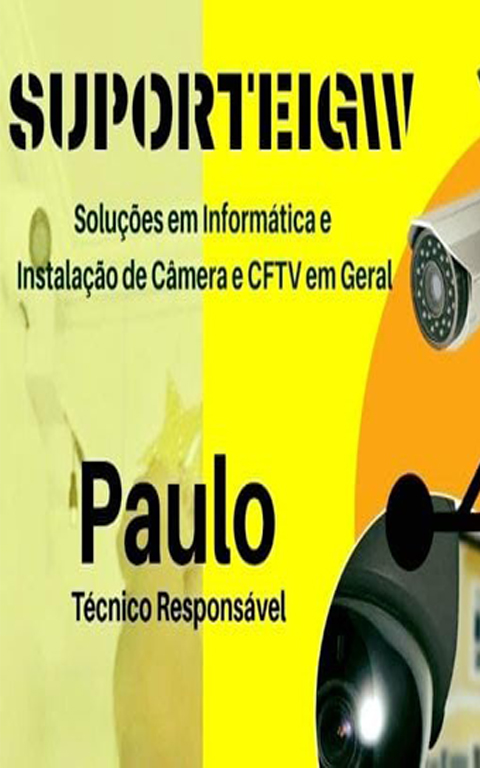 SUPORTEIGW
Soluções em Informática e
Instalação de Câmera e CFTV em Geral
Paulo
Técnico Responsável